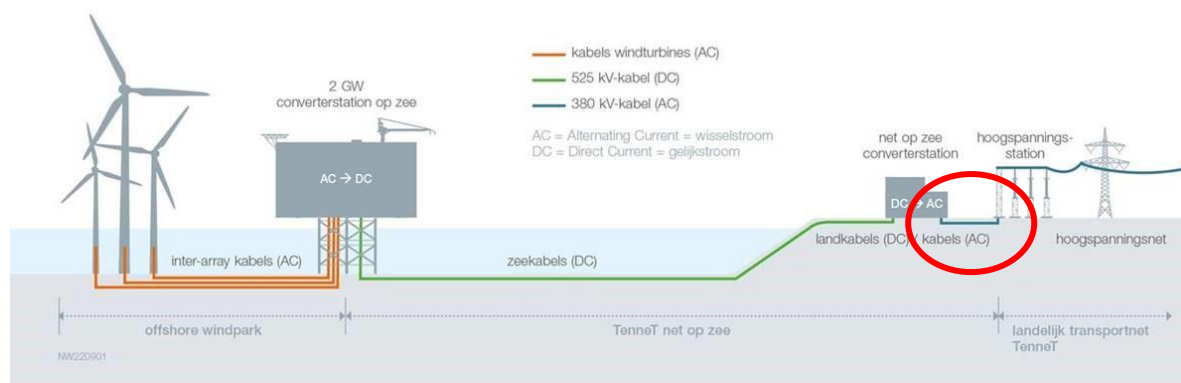 kabels windturbines (AC)
525 kV-kabel (DC)
380 kV-kabel (AC)
AC = Alternating Current = wisselstroom
DC = Direct Current = gelijkstroom
2 GW
converterstation op zee
AC → DC
net op zee
converterstation
hoogspannings-
station
DC → AC
inter-array kabels (AC)
zeekabels (DC)
landkabels (DC) / kabels (AC)
hoogspanningsnet
offshore windpark
TenneT net op zee
landelijk transportnet
TenneT
NW220901